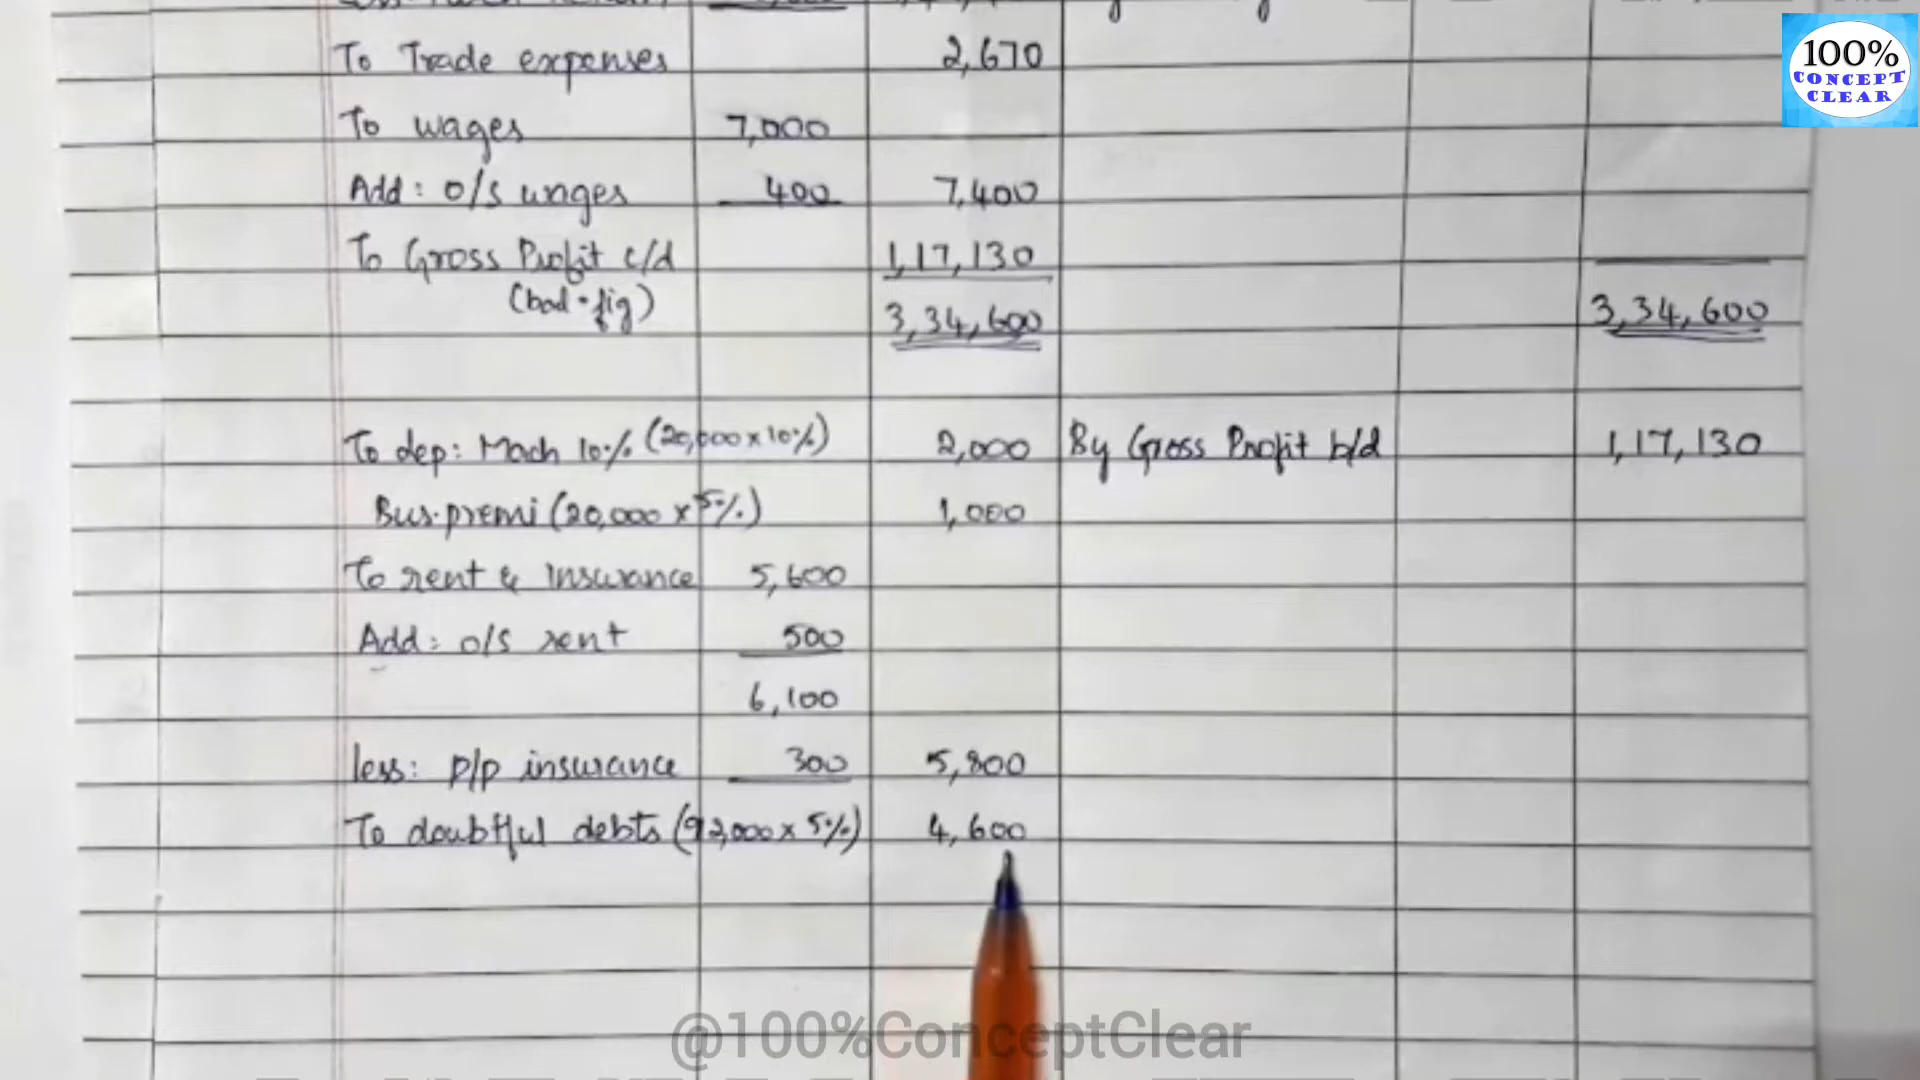 100%
CONCEPT
CLEAR
To Trade expenses 2,670
To wages 7,000
Add: o/s wages 400 7,400
To Gross Profit c/d 1,17,130
(bal. fig) 3,34,600 3,34,600
To dep: Mach 10% (20,000 x 10%) 2,000 By Gross Profit b/d 1,17,130
Bus. premi (20,000 x 5%) 1,000
To rent & Insurance 5,600
Add: o/s rent 500
6,100
less: p/p insurance 300 5,800
To doubtful debts (92,000 x 5%) 4,600
@100%ConceptClear